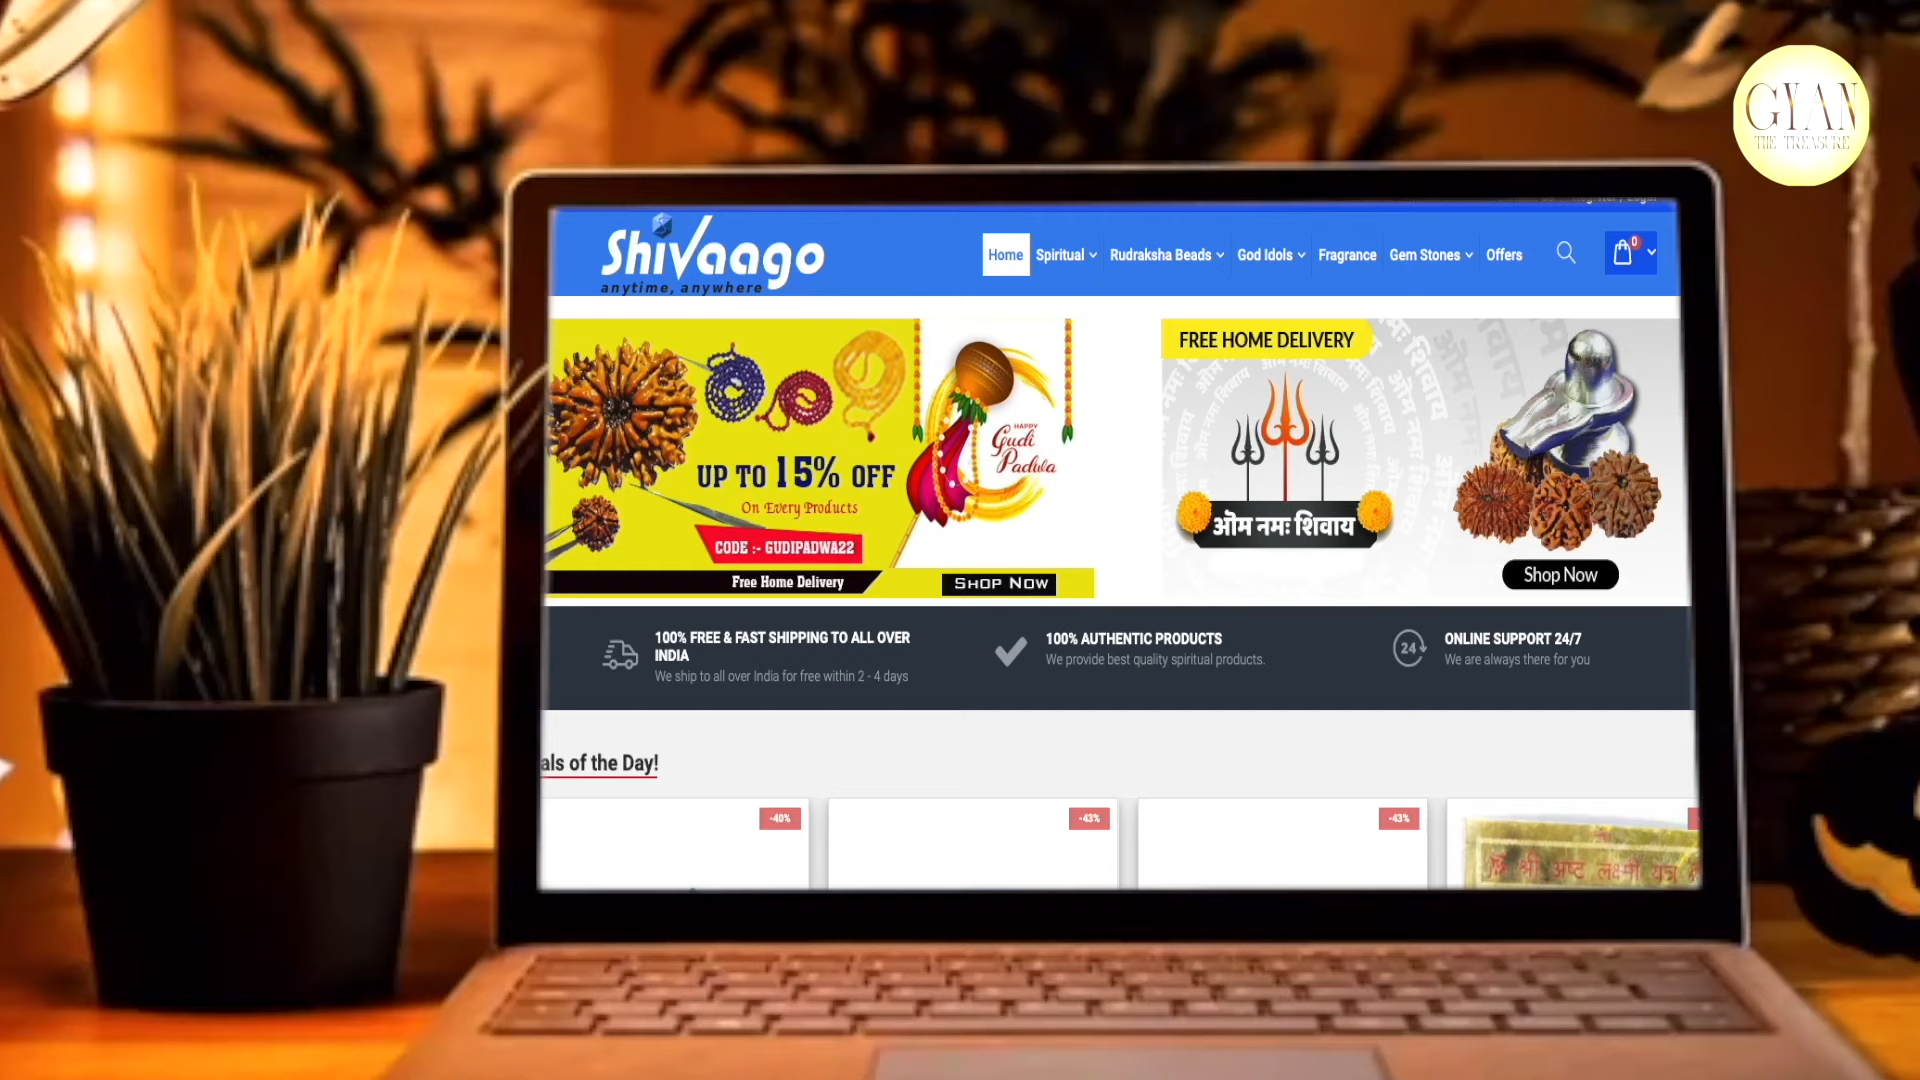 GYAN
THE TREASURE
Shivaago
anytime, anywhere
Home Spiritual Rudraksha Beads God Idols Fragrance Gem Stones Offers
0
UP TO 15% OFF
On Every Products
CODE :- GUDIPADWA22
Free Home Delivery
HAPPY
Gudi
Padwa
SHOP NOW
FREE HOME DELIVERY
ओम नमः शिवाय
Shop Now
100% FREE & FAST SHIPPING TO ALL OVER
INDIA
We ship to all over India for free within 2 - 4 days
100% AUTHENTIC PRODUCTS
We provide best quality spiritual products.
24
ONLINE SUPPORT 24/7
We are always there for you
als of the Day!
-40%
-43%
-43%
श्री अष्ट लक्ष्मी यंत्र